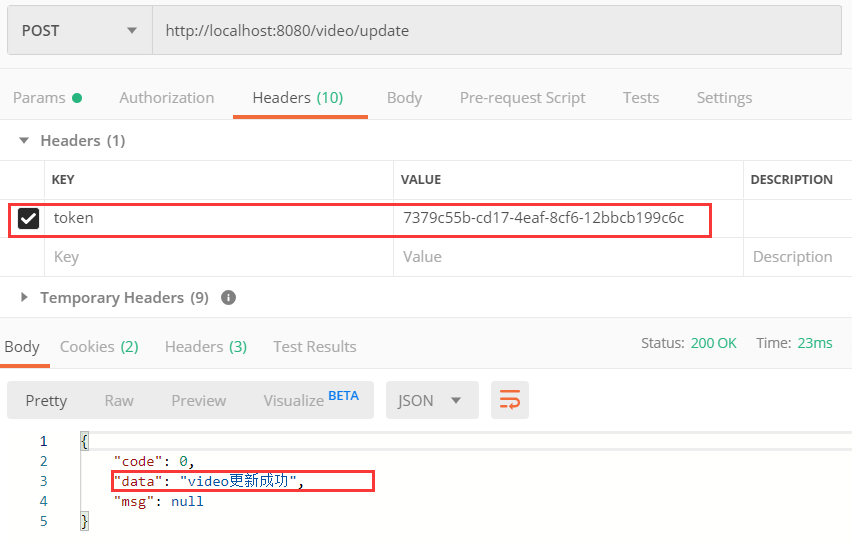 POST http://localhost:8080/video/update
Params Authorization Headers (10) Body Pre-request Script Tests Settings
Headers (1)
KEY VALUE DESCRIPTION
token 7379c55b-cd17-4eaf-8cf6-12bbcb199c6c
Key Value Description
Temporary Headers (9)
Body Cookies (2) Headers (3) Test Results Status: 200 OK Time: 23ms
Pretty Raw Preview Visualize BETA JSON
1 {
2 "code": 0,
3 "data": "video更新成功",
4 "msg": null
5 }